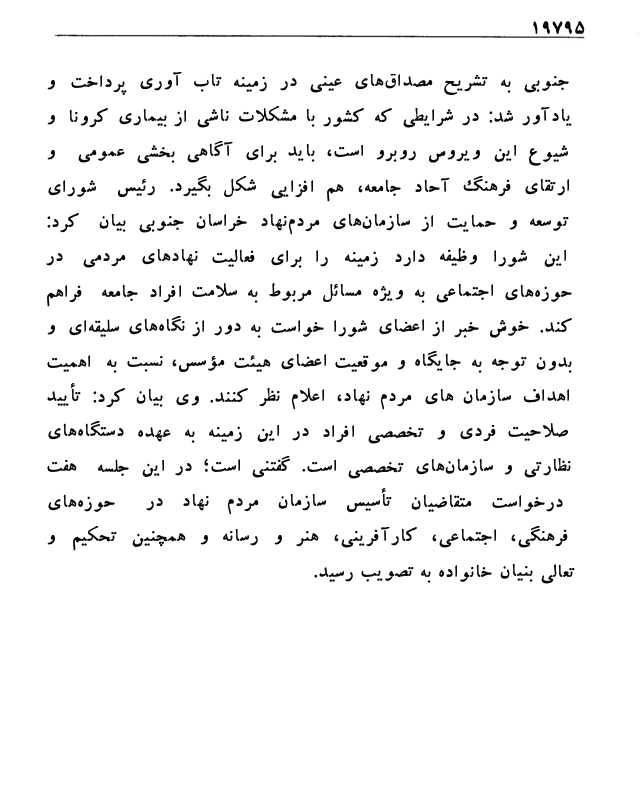 ۱۹۷۹۵
جنوبی به تشریح مصداق‌های عینی در زمینه تاب آوری پرداخت و
یادآور شد: در شرایطی که کشور با مشکلات ناشی از بیماری کرونا و
شیوع این ویروس روبرو است، باید برای آگاهی بخشی عمومی و
ارتقای فرهنگ آحاد جامعه، هم افزایی شکل بگیرد. رئیس شورای
توسعه و حمایت از سازمان‌های مردم‌نهاد خراسان جنوبی بیان کرد:
این شورا وظیفه دارد زمینه را برای فعالیت نهادهای مردمی در
حوزه‌های اجتماعی به ویژه مسائل مربوط به سلامت افراد جامعه فراهم
کند. خوش خبر از اعضای شورا خواست به دور از نگاه‌های سلیقه‌ای و
بدون توجه به جایگاه و موقعیت اعضای هیئت مؤسس، نسبت به اهمیت
اهداف سازمان های مردم نهاد، اعلام نظر کنند. وی بیان کرد: تأیید
صلاحیت فردی و تخصصی افراد در این زمینه به عهده دستگاه‌های
نظارتی و سازمان‌های تخصصی است. گفتنی است؛ در این جلسه هفت
درخواست متقاضیان تأسیس سازمان مردم نهاد در حوزه‌های
فرهنگی، اجتماعی، کارآفرینی، هنر و رسانه و همچنین تحکیم و
تعالی بنیان خانواده به تصویب رسید.